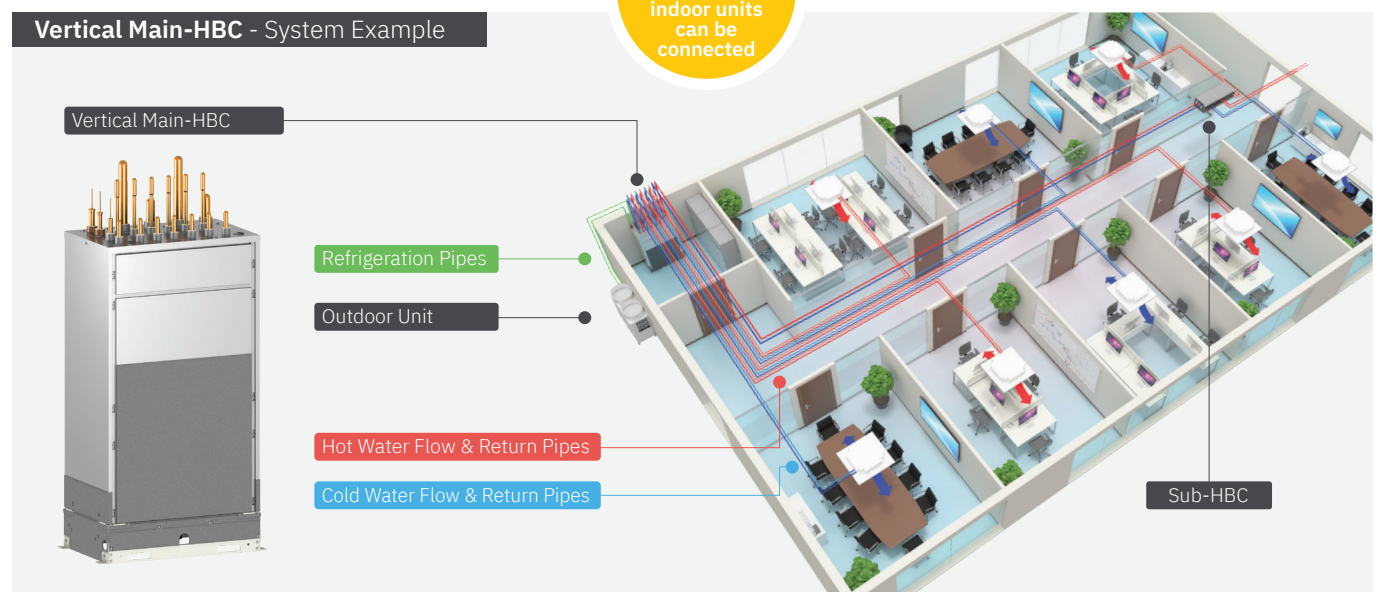 Vertical Main-HBC - System Example
indoor units
can be
connected
Vertical Main-HBC
Refrigeration Pipes
Outdoor Unit
Hot Water Flow & Return Pipes
Cold Water Flow & Return Pipes
Sub-HBC